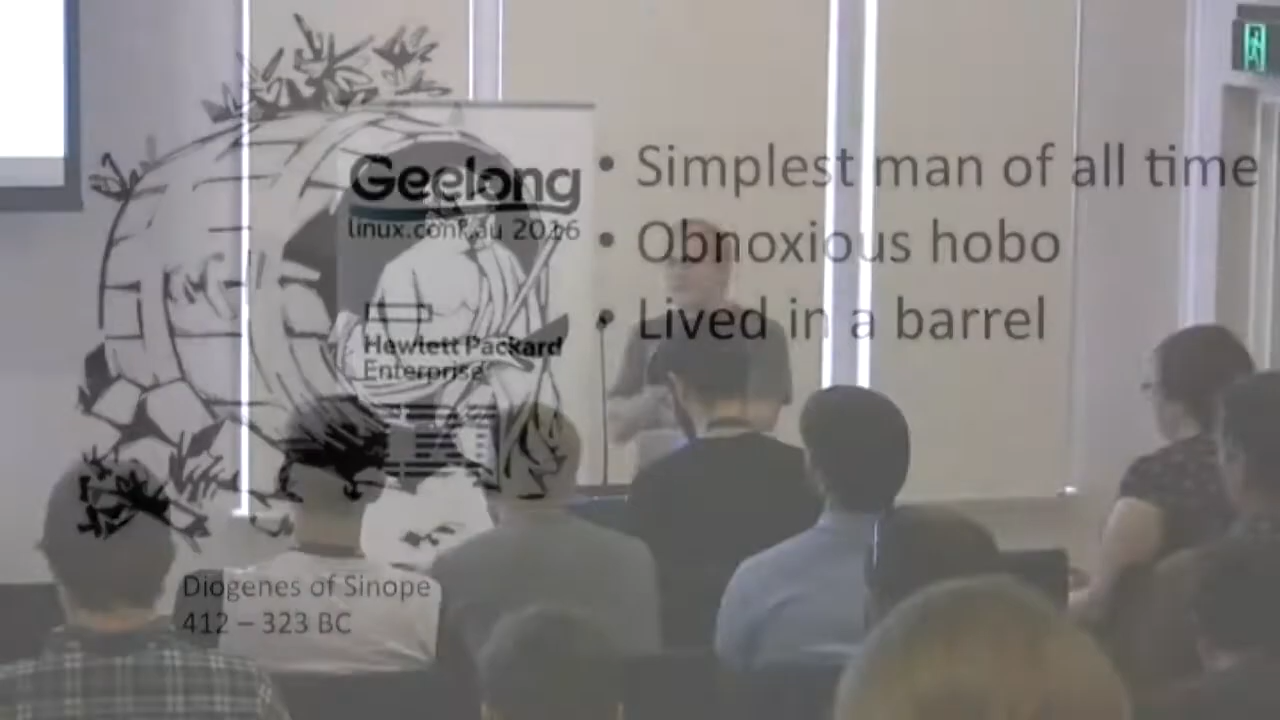 Geelong
linux.conf.au 2016
Hewlett Packard
Enterprise
IBM
• Simplest man of all time
• Obnoxious hobo
• Lived in a barrel
Diogenes of Sinope
412 – 323 BC